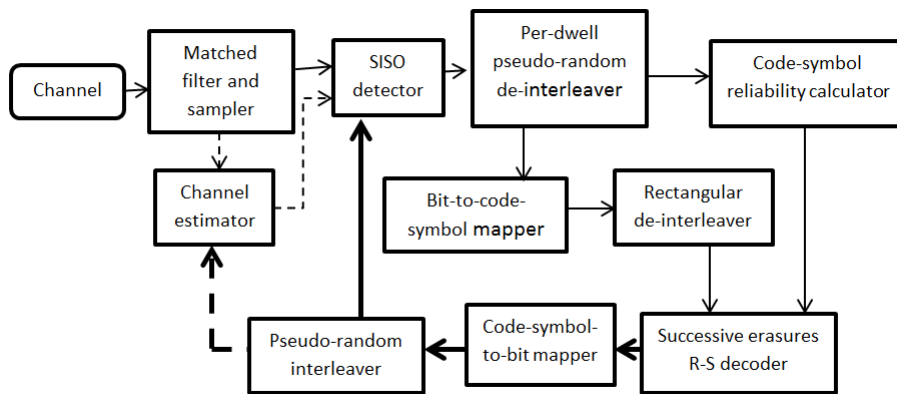 Channel
Matched
filter and
sampler
SISO
detector
Per-dwell
pseudo-random
de-interleaver
Code-symbol
reliability calculator
Channel
estimator
Bit-to-code-
symbol mapper
Rectangular
de-interleaver
Pseudo-random
interleaver
Code-symbol-
to-bit mapper
Successive erasures
R-S decoder